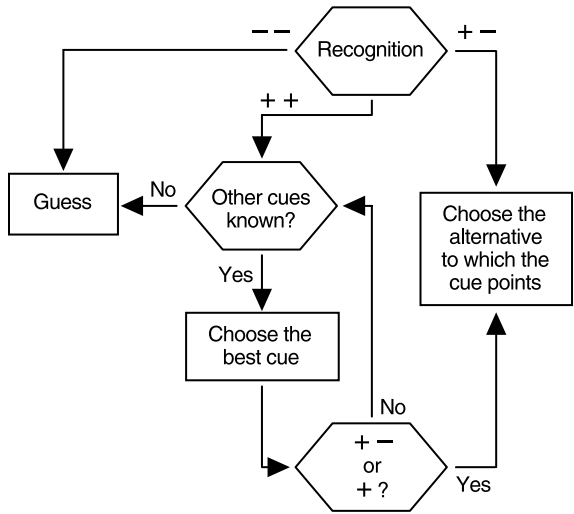 − −
Recognition
+ −
+ +
Guess
No
Other cues
known?
Choose the
alternative
to which the
cue points
Yes
Choose the
best cue
No
+ −
or
+ ?
Yes